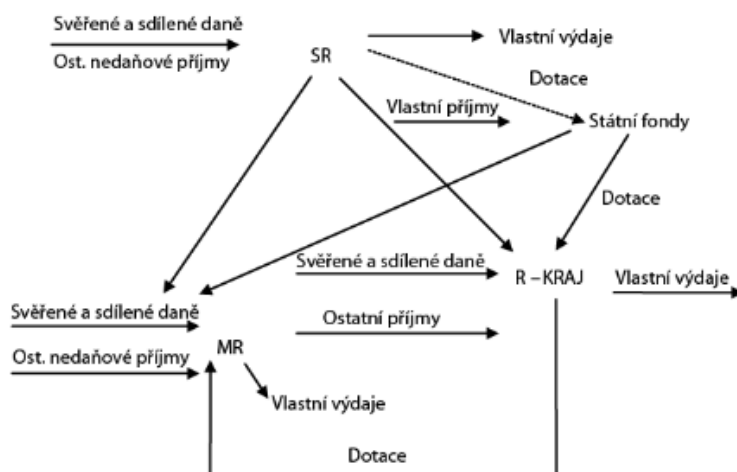 Svěřené a sdílené daně
Ost. nedaňové příjmy
SR
Vlastní výdaje
Dotace
Vlastní příjmy
Státní fondy
Dotace
Svěřené a sdílené daně
R – KRAJ
Vlastní výdaje
Svěřené a sdílené daně
Ostatní příjmy
Ost. nedaňové příjmy
MR
Vlastní výdaje
Dotace